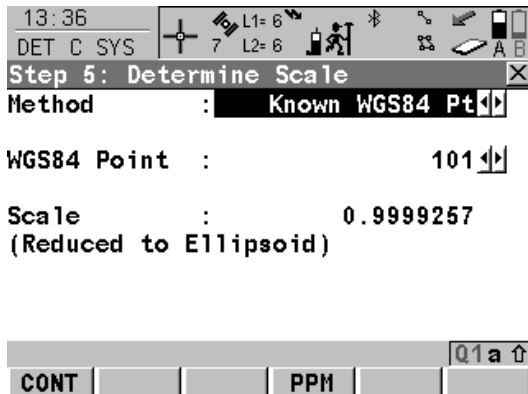 13:36
DET C SYS
L1= 6
7 L2= 6
A B
Step 5: Determine Scale
Method : Known WGS84 Pt
WGS84 Point : 101
Scale : 0.9999257
(Reduced to Ellipsoid)
Q1 a
CONT PPM